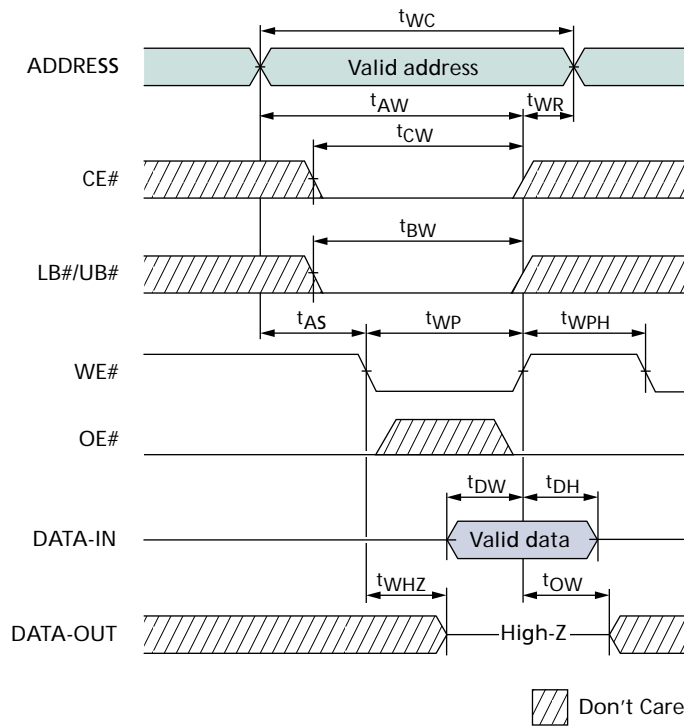 tWC
ADDRESS
Valid address
tAW
tWR
tCW
CE#
tBW
LB#/UB#
tAS
tWP
tWPH
WE#
OE#
tDW
tDH
DATA-IN
Valid data
tWHZ
tOW
DATA-OUT
High-Z
Don't Care